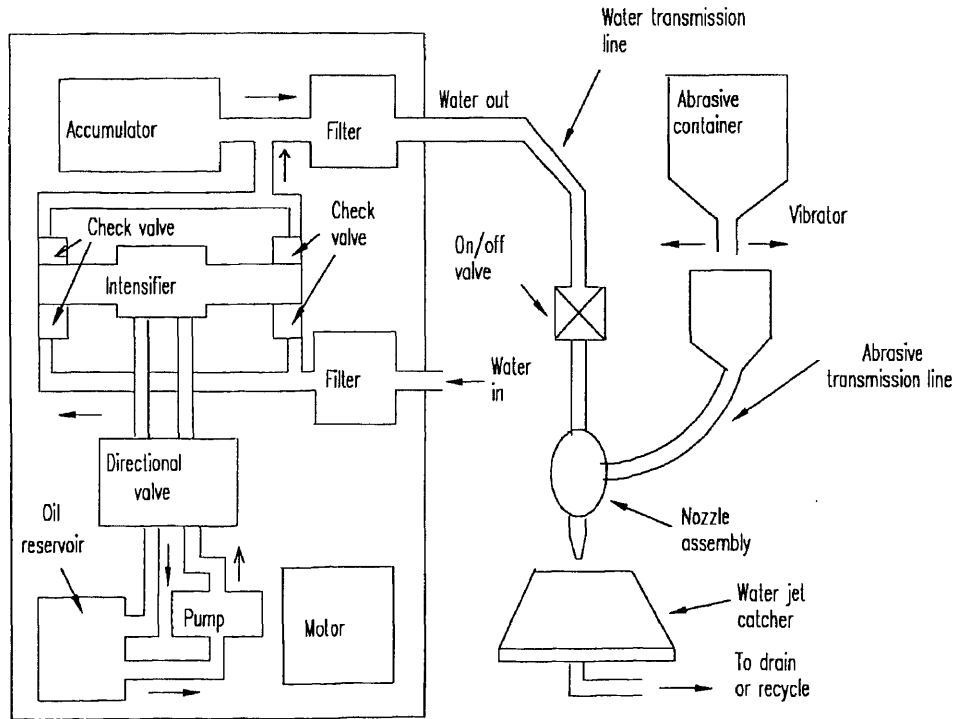 Water transmission
line
Accumulator
Filter
Water out
Abrasive
container
Check valve
Check
valve
Vibrator
On/off
valve
Intensifier
Filter
Water
in
Abrasive
transmission line
Directional
valve
Oil
reservoir
Nozzle
assembly
Pump
Motor
Water jet
catcher
To drain
or recycle